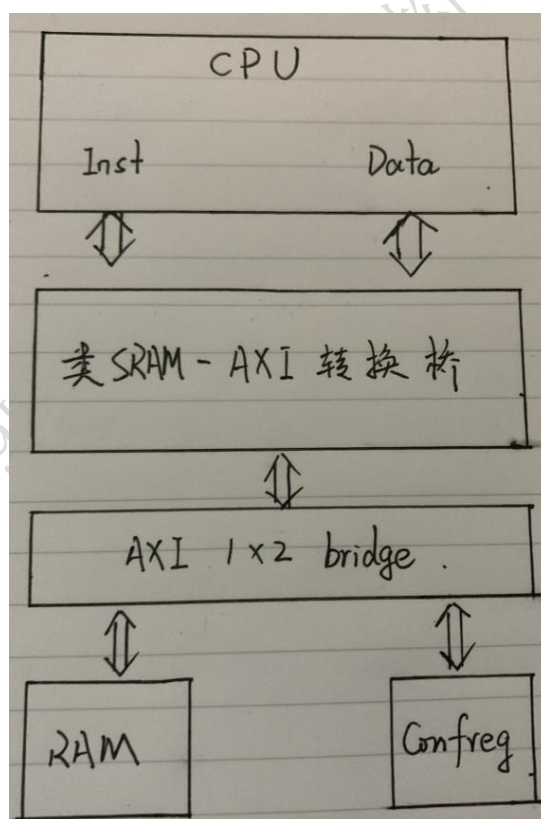 CPU
Inst Data
类SRAM-AXI 转换桥
AXI 1x2 bridge.
RAM Confreg